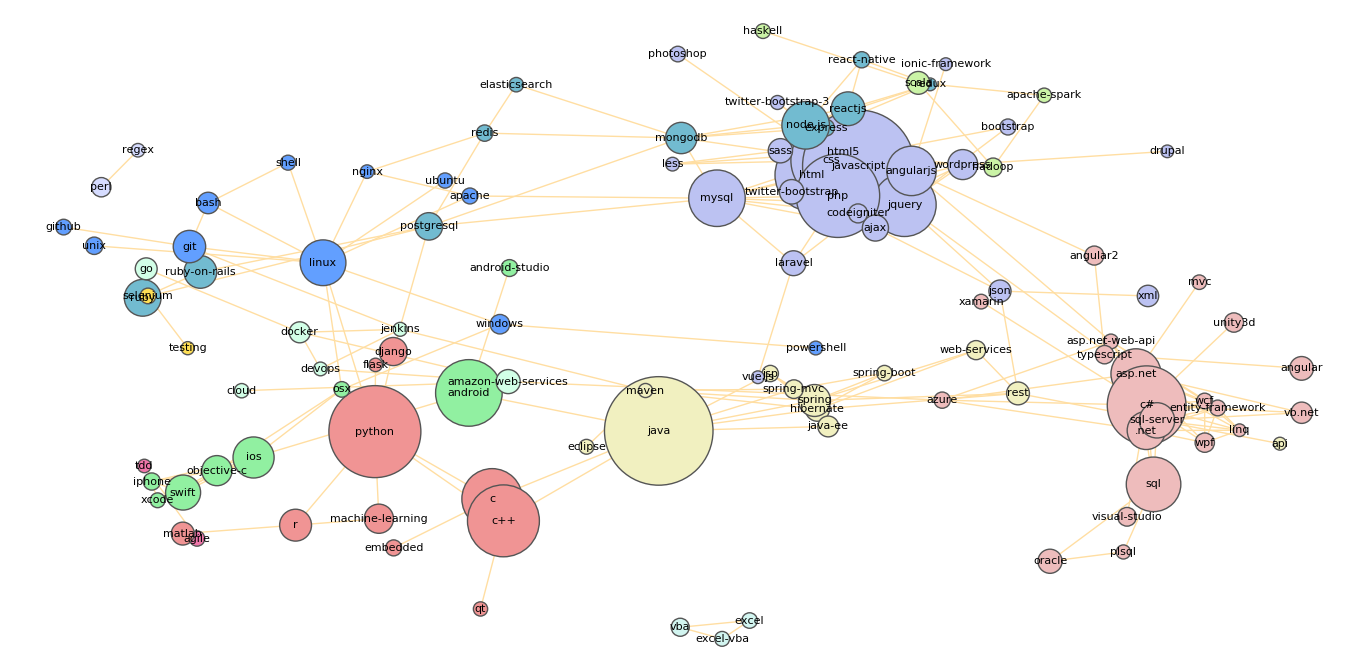 haskell
photoshop
react-native
ionic-framework
elasticsearch
scala
redux
apache-spark
twitter-bootstrap-3
reactjs
node.js
express
bootstrap
redis
mongodb
regex
shell
nginx
less
sass
html5
css
javascript
angularjs
wordpress
hadoop
drupal
perl
ubuntu
apache
bash
mysql
twitter-bootstrap
html
php
jquery
codeigniter
github
unix
git
postgresql
ajax
go
ruby-on-rails
linux
android-studio
laravel
angular2
selenium
ruby
json
xamarin
xml
mvc
docker
jenkins
windows
unity3d
testing
django
flask
powershell
web-services
asp.net-web-api
typescript
devops
cloud
osx
amazon-web-services
android
maven
vuejs
jsp
spring-mvc
spring-boot
asp.net
angular
spring
hibernate
azure
rest
c#
wcf
entity-framework
vb.net
python
java
java-ee
sql-server
.net
linq
eclipse
wpf
api
tdd
ios
objective-c
iphone
swift
xcode
c
sql
matlab
agile
r
machine-learning
c++
visual-studio
embedded
plsql
oracle
qt
vba
excel
excel-vba